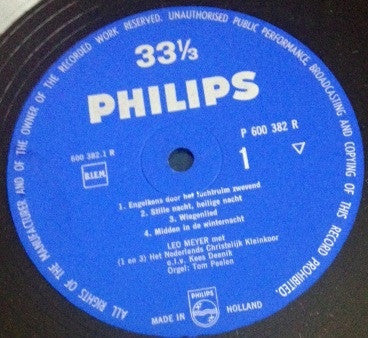 ALL RIGHTS OF THE MANUFACTURER AND OF THE OWNER OF THE RECORDED WORK RESERVED. UNAUTHORISED PUBLIC PERFORMANCE BROADCASTING AND COPYING OF THIS RECORD PROHIBITED.
33⅓
PHILIPS
600 382.1 R
B.I.E.M.
P 600 382 R
1
1. Engelkens door het luchtruim zwevend
2. Stille nacht, heilige nacht
3. Wiegenlied
4. Midden in de winternacht
LEO MEYER met
(1 en 3) Het Nederlands Christelijk Kleinkoor
o.l.v. Kees Deenik
Orgel: Tom Peelen
PHILIPS
MADE IN HOLLAND